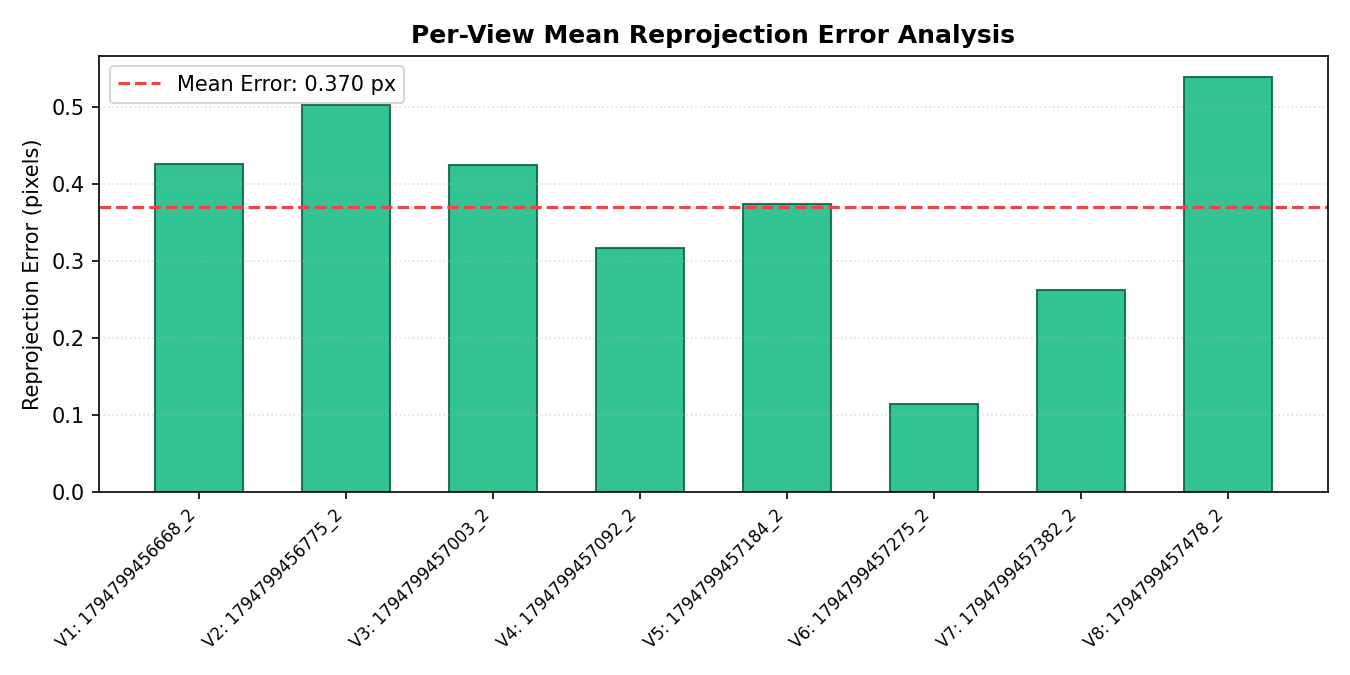 Per-View Mean Reprojection Error Analysis
Mean Error: 0.370 px
Reprojection Error (pixels)
0.5
0.4
0.3
0.2
0.1
0.0
V1: 1794799456668_2
V2: 1794799456775_2
V3: 1794799457003_2
V4: 1794799457092_2
V5: 1794799457184_2
V6: 1794799457275_2
V7: 1794799457382_2
V8: 1794799457478_2